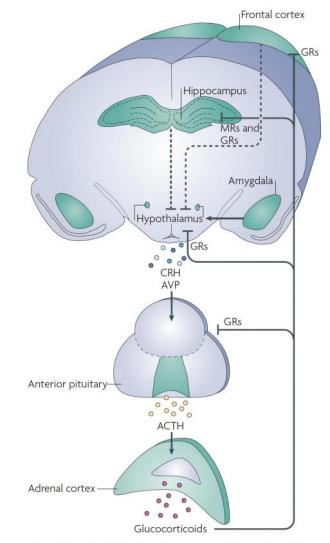 Frontal cortex
GRs
Hippocampus
MRs and
GRs
Amygdala
Hypothalamus
GRs
CRH
AVP
GRs
Anterior pituitary
ACTH
Adrenal cortex
Glucocorticoids